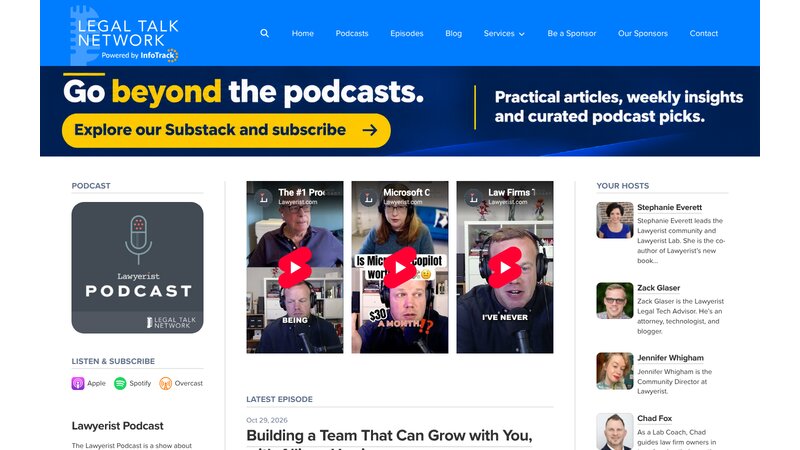 LEGAL TALK
NETWORK
Powered by InfoTrack
Home
Podcasts
Episodes
Blog
Services
Be a Sponsor
Our Sponsors
Contact
Go beyond the podcasts.
Explore our Substack and subscribe →
Practical articles, weekly insights
and curated podcast picks.
PODCAST
Lawyerist
PODCAST
LEGAL TALK
NETWORK
LISTEN & SUBSCRIBE
Apple
Spotify
Overcast
Lawyerist Podcast
The Lawyerist Podcast is a show about
The #1 Pro
Lawyerist.com
BEING
Microsoft C
Lawyerist.com
Is Micro copilot
wor
$30
A MONTH !?
Law Firms T
Lawyerist.com
I'VE NEVER
LATEST EPISODE
Oct 29, 2026
Building a Team That Can Grow with You,
YOUR HOSTS
Stephanie Everett
Stephanie Everett leads the
Lawyerist community and
Lawyerist Lab. She is the co-
author of Lawyerist's new
book...
Zack Glaser
Zack Glaser is the Lawyerist
Legal Tech Advisor. He's an
attorney, technologist, and
blogger.
Jennifer Whigham
Jennifer Whigham is the
Community Director at
Lawyerist.
Chad Fox
As a Lab Coach, Chad
guides law firm owners in